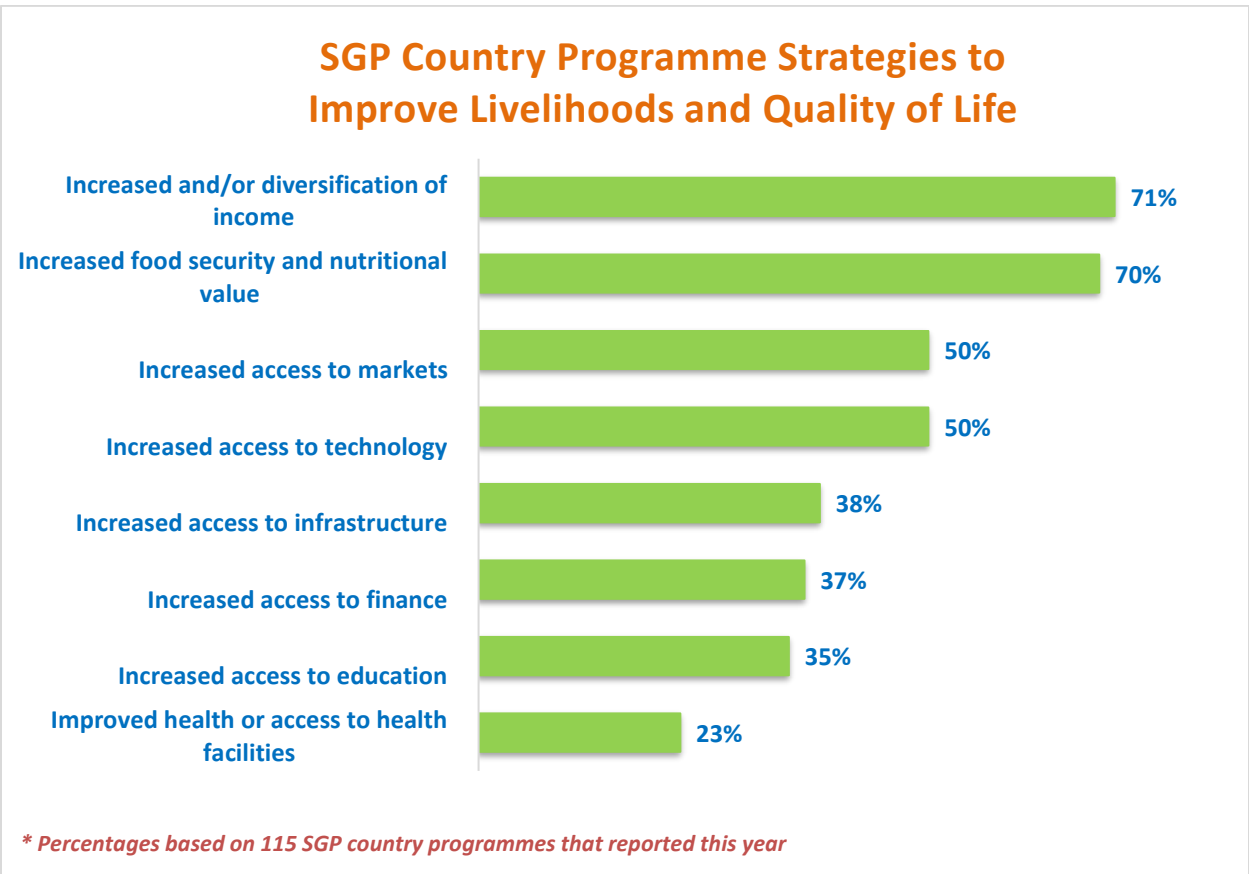 SGP Country Programme Strategies to
Improve Livelihoods and Quality of Life
Increased and/or diversification of
income
71%
Increased food security and nutritional
value
70%
Increased access to markets
50%
Increased access to technology
50%
Increased access to infrastructure
38%
Increased access to finance
37%
Increased access to education
35%
Improved health or access to health
facilities
23%
* Percentages based on 115 SGP country programmes that reported this year